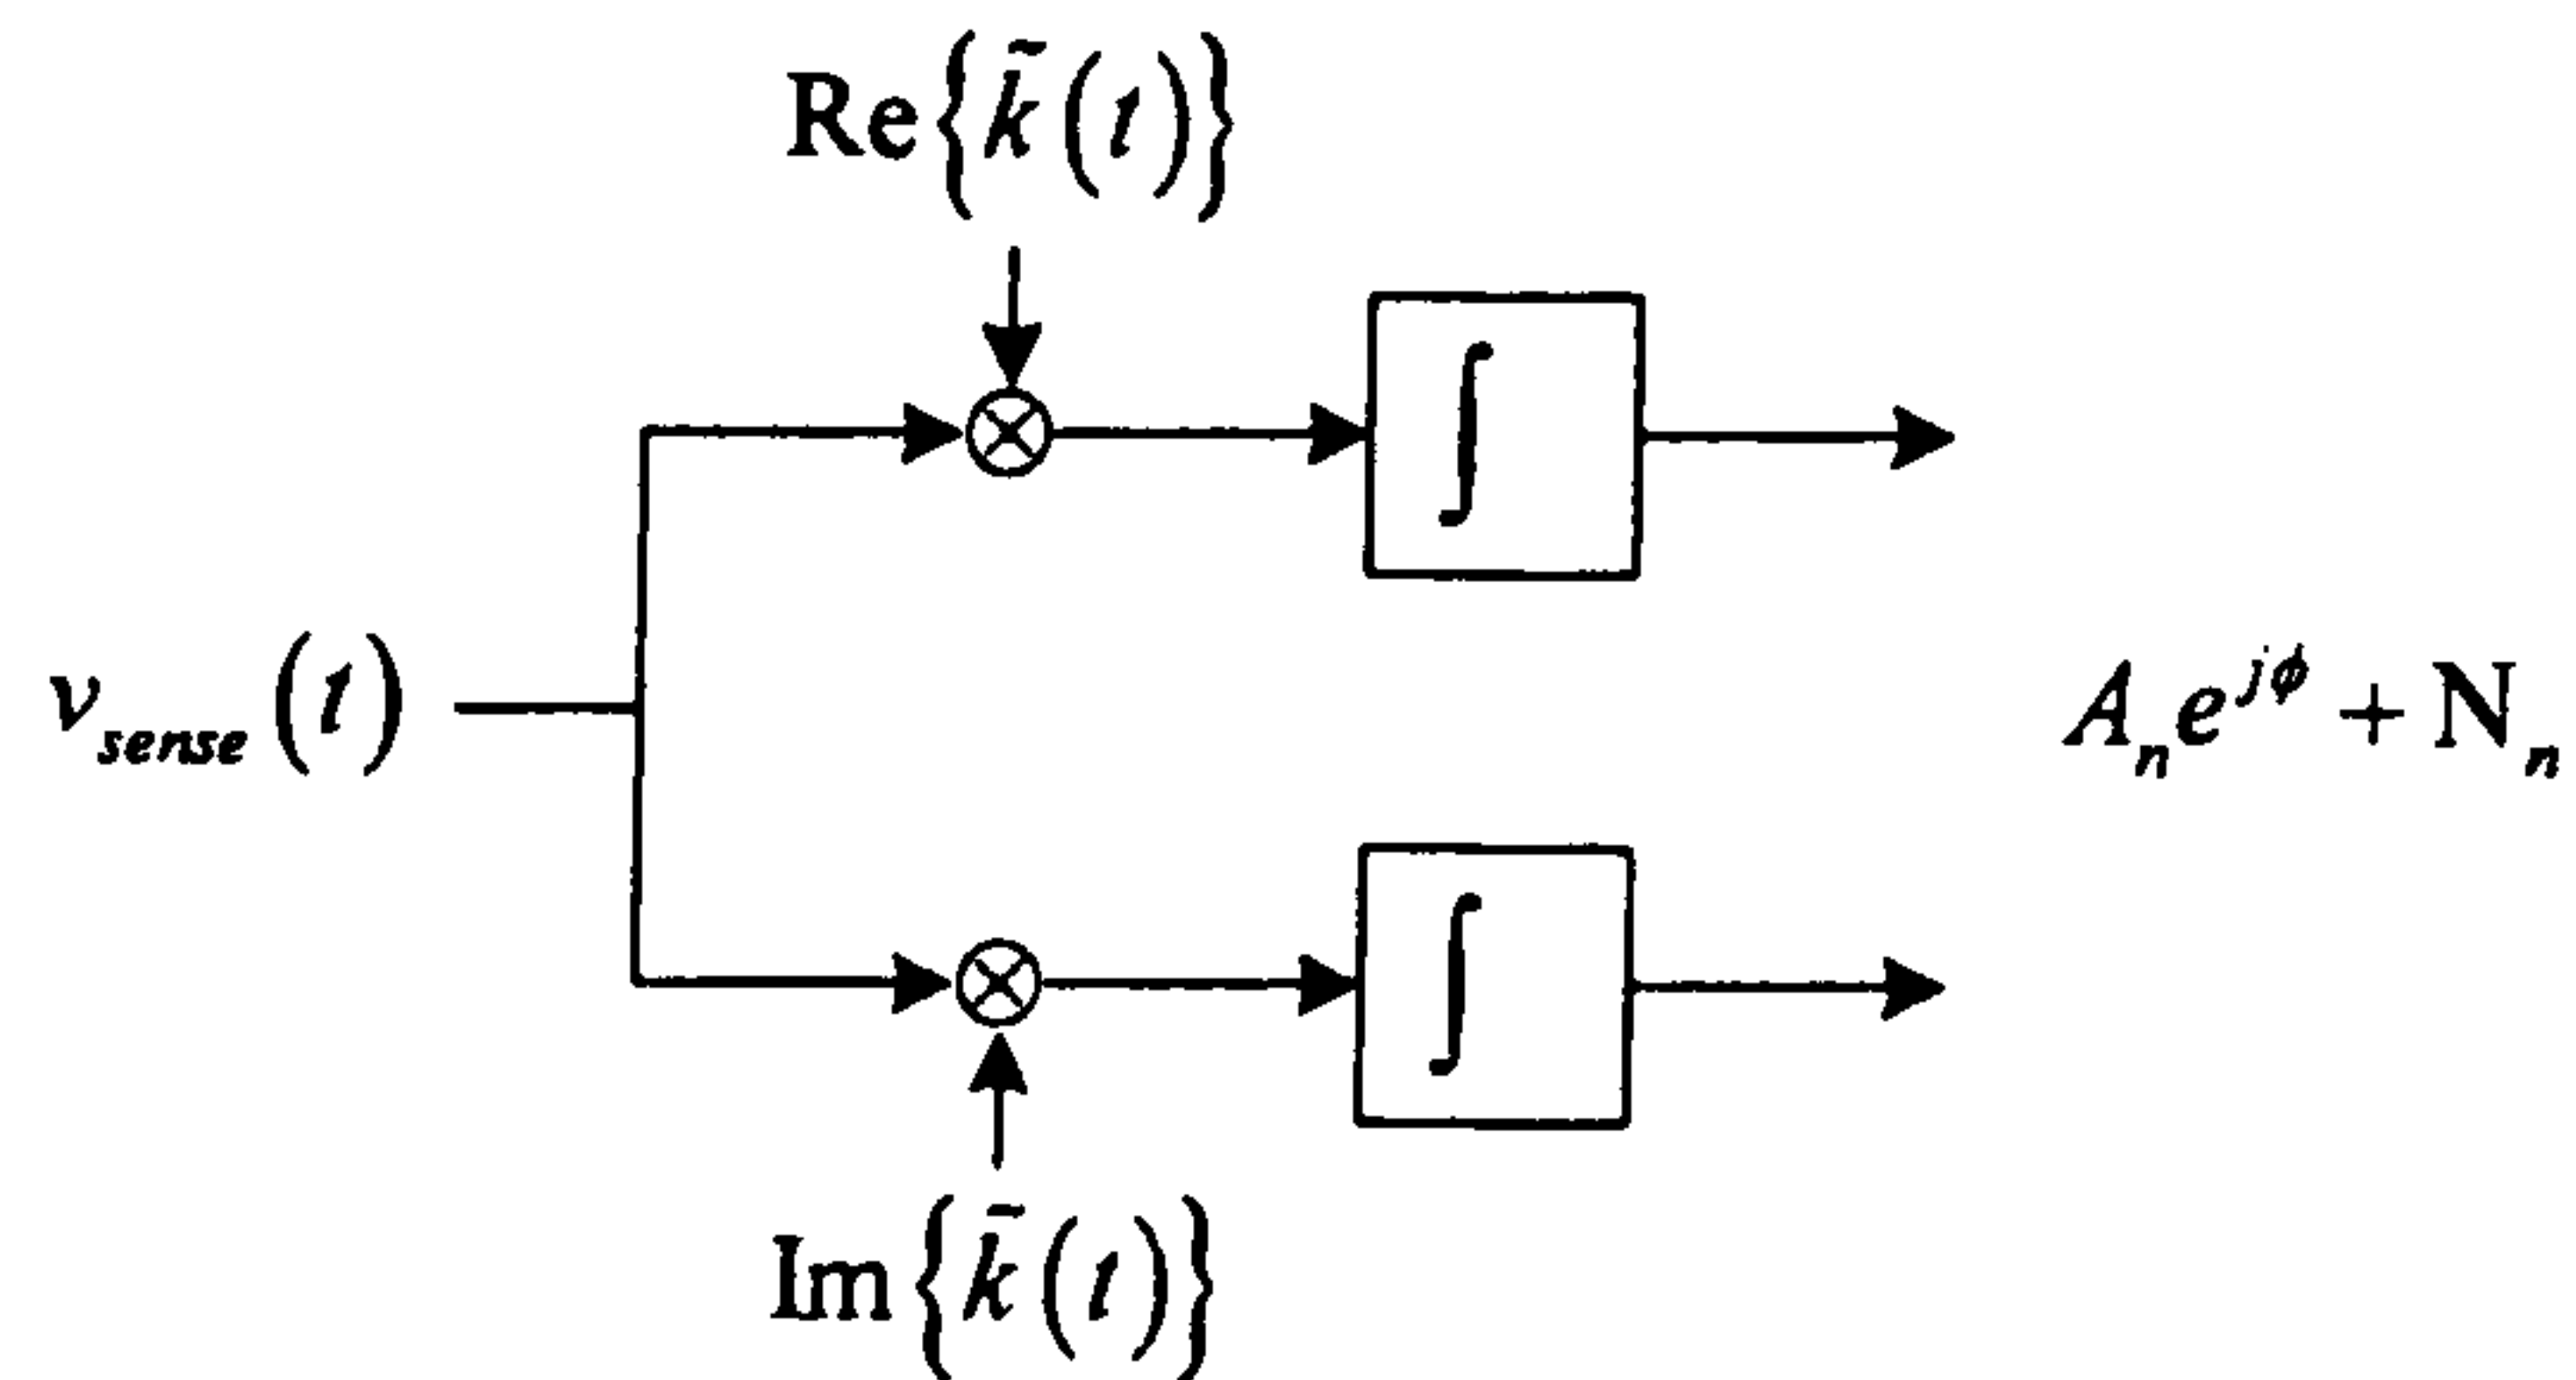 Re{k̃(t)}
∫
v_sense(t)
A_n e^{jϕ} + N_n
∫
Im{k̃(t)}